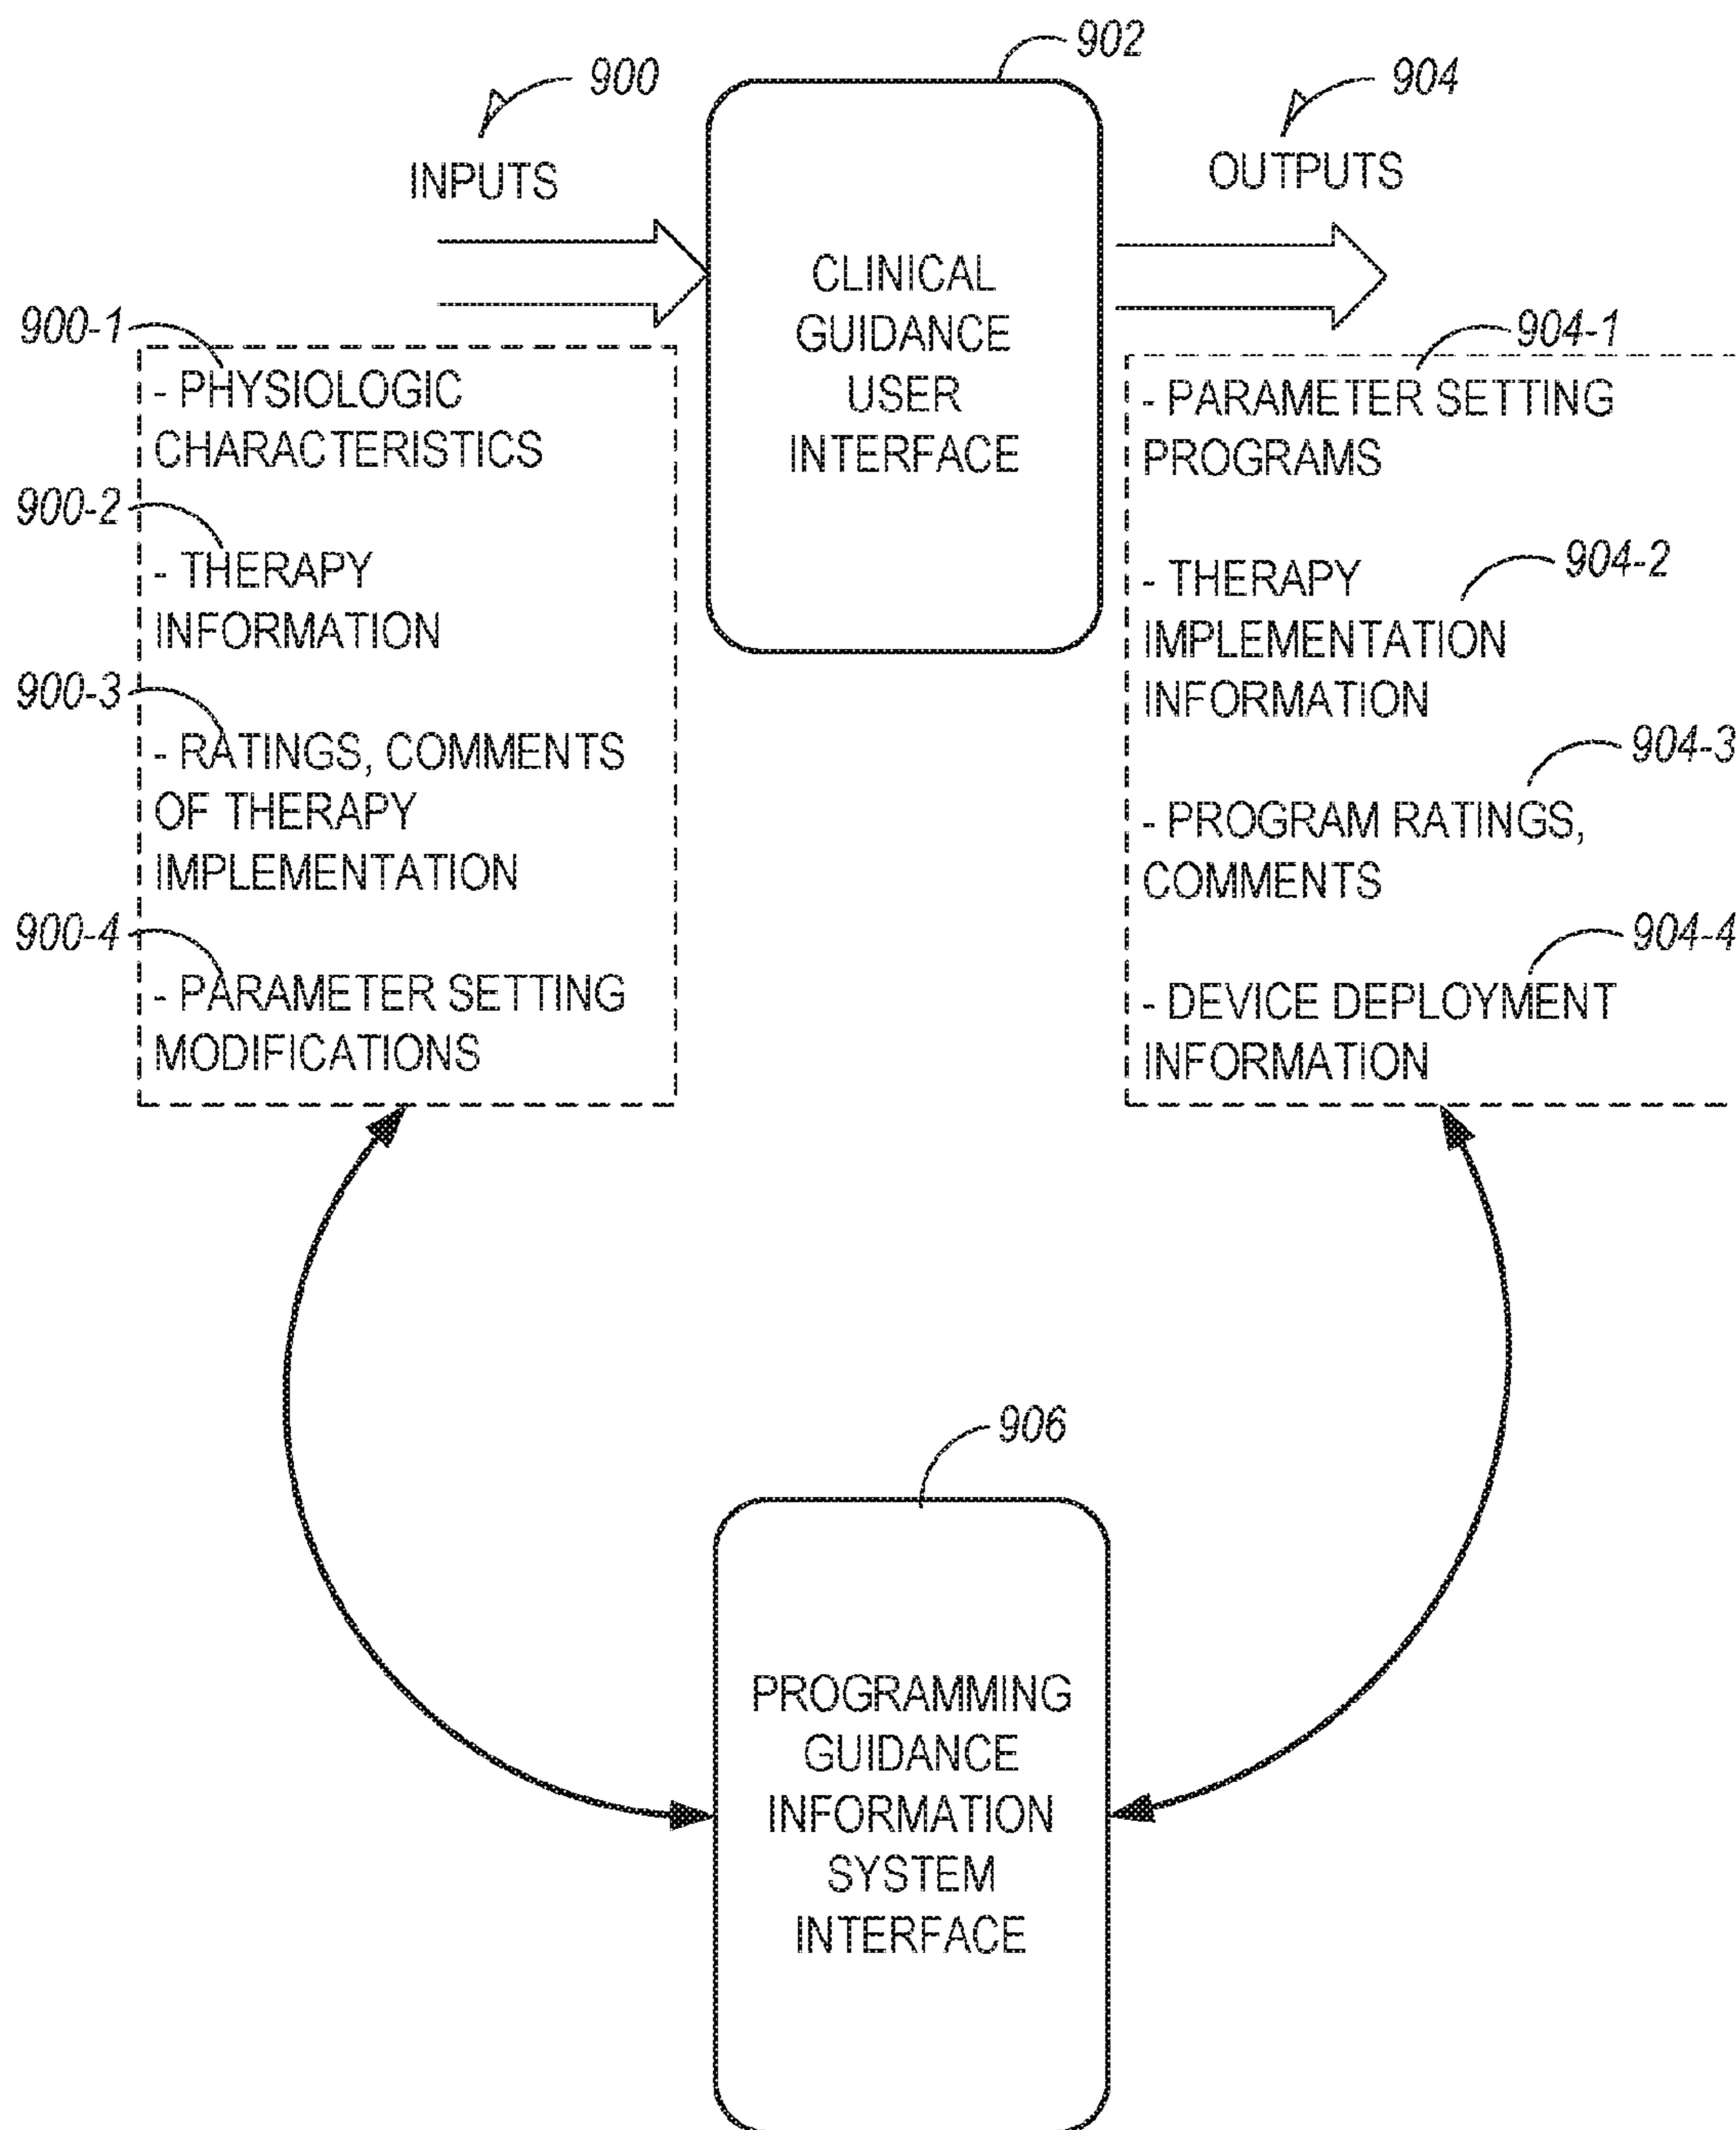 902
900
904
INPUTS
OUTPUTS
CLINICAL
GUIDANCE
USER
INTERFACE
900-1
- PHYSIOLOGIC
CHARACTERISTICS
900-2
- THERAPY
INFORMATION
900-3
- RATINGS, COMMENTS
OF THERAPY
IMPLEMENTATION
900-4
- PARAMETER SETTING
MODIFICATIONS
904-1
- PARAMETER SETTING
PROGRAMS
904-2
- THERAPY
IMPLEMENTATION
INFORMATION
904-3
- PROGRAM RATINGS,
COMMENTS
904-4
- DEVICE DEPLOYMENT
INFORMATION
906
PROGRAMMING
GUIDANCE
INFORMATION
SYSTEM
INTERFACE